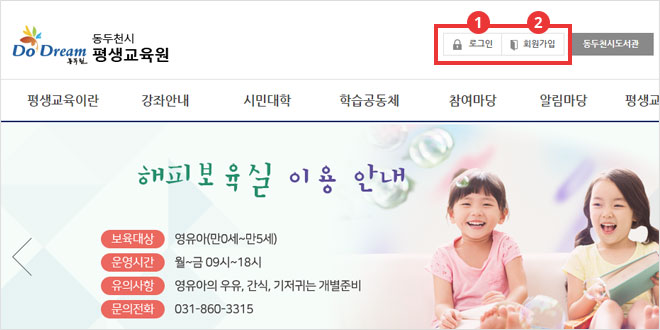 1 2
Do Dream 동두천시
동두천 평생교육원
로그인 회원가입 동두천시도서관
평생교육이란 강좌안내 시민대학 학습공동체 참여마당 알림마당 평생교
해피보육실 이용 안내
보육대상 영유아(만0세~만5세)
운영시간 월~금 09시~18시
유의사항 영유아의 우유, 간식, 기저귀는 개별준비
문의전화 031-860-3315